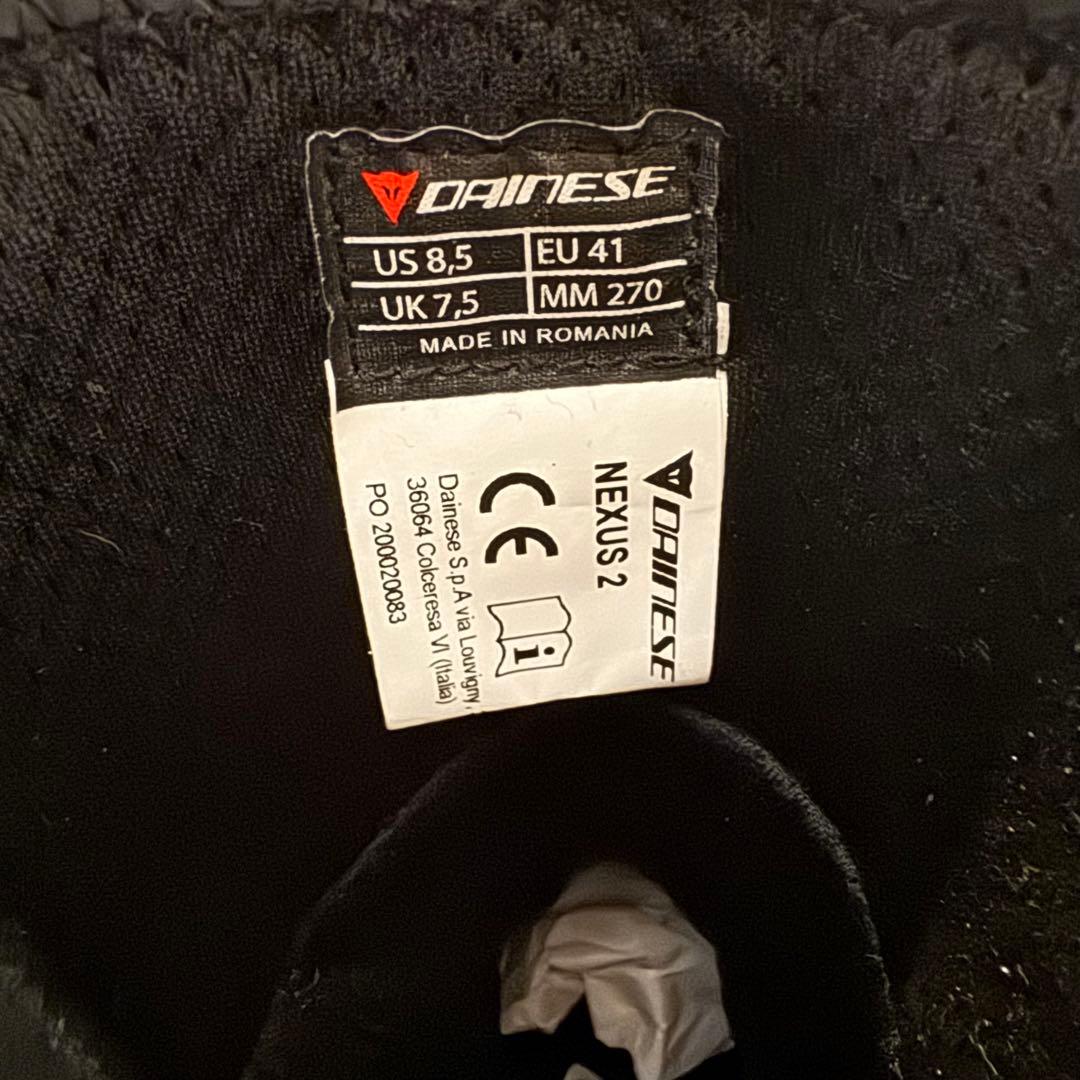 DAINESE
US 8,5 EU 41
UK 7,5 MM 270
MADE IN ROMANIA
DAINESE
NEXUS 2
CE
i
Dainese S.p.A via Louvigny,
36064 Colceresa VI (Italia)
PO 200020083